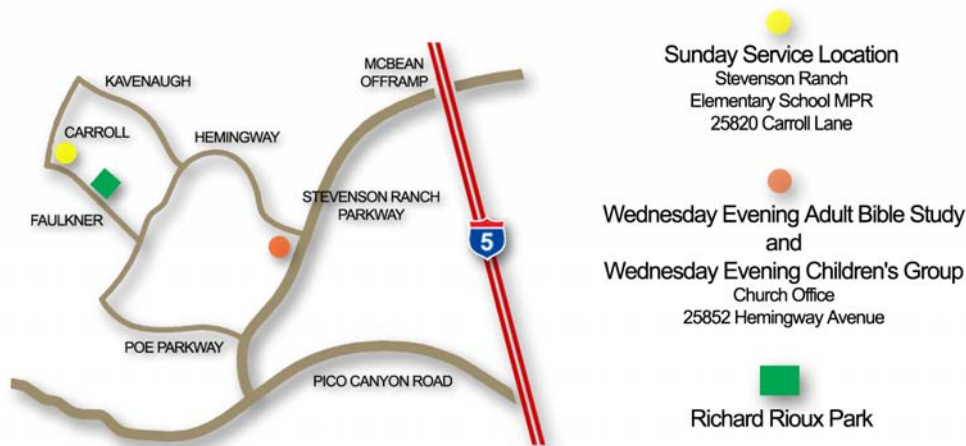 MCBEAN
OFFRAMP
KAVENAUGH
CARROLL
HEMINGWAY
STEVENSON RANCH
PARKWAY
FAULKNER
5
POE PARKWAY
PICO CANYON ROAD
Sunday Service Location
Stevenson Ranch
Elementary School MPR
25820 Carroll Lane
Wednesday Evening Adult Bible Study
and
Wednesday Evening Children's Group
Church Office
25852 Hemingway Avenue
Richard Rioux Park